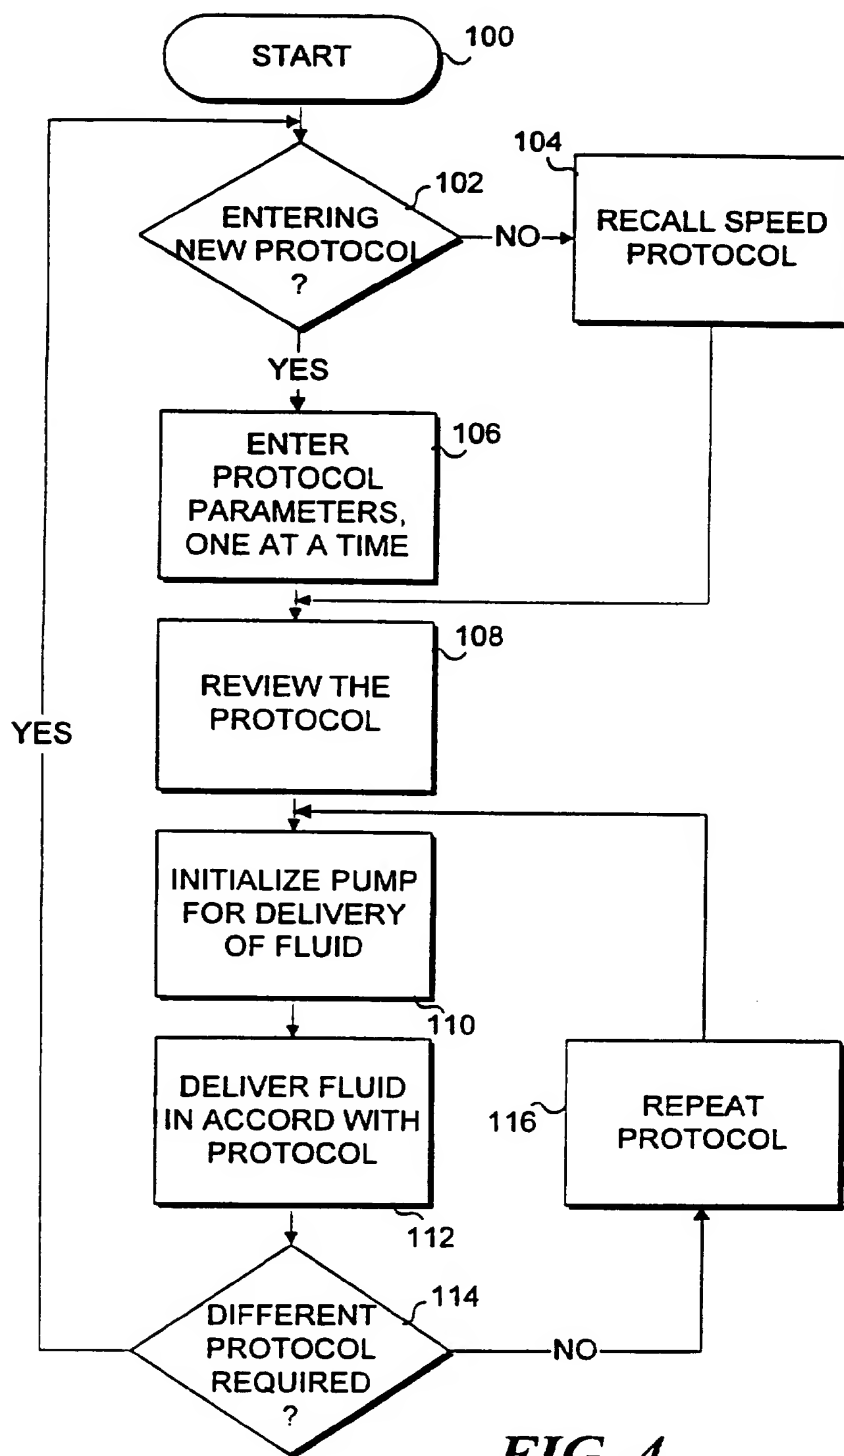 START
100
102
ENTERING
NEW PROTOCOL
?
NO
104
RECALL SPEED
PROTOCOL
YES
106
ENTER
PROTOCOL
PARAMETERS,
ONE AT A TIME
108
REVIEW THE
PROTOCOL
YES
INITIALIZE PUMP
FOR DELIVERY
OF FLUID
110
DELIVER FLUID
IN ACCORD WITH
PROTOCOL
112
116
REPEAT
PROTOCOL
114
DIFFERENT
PROTOCOL
REQUIRED
?
NO
FIG. 4